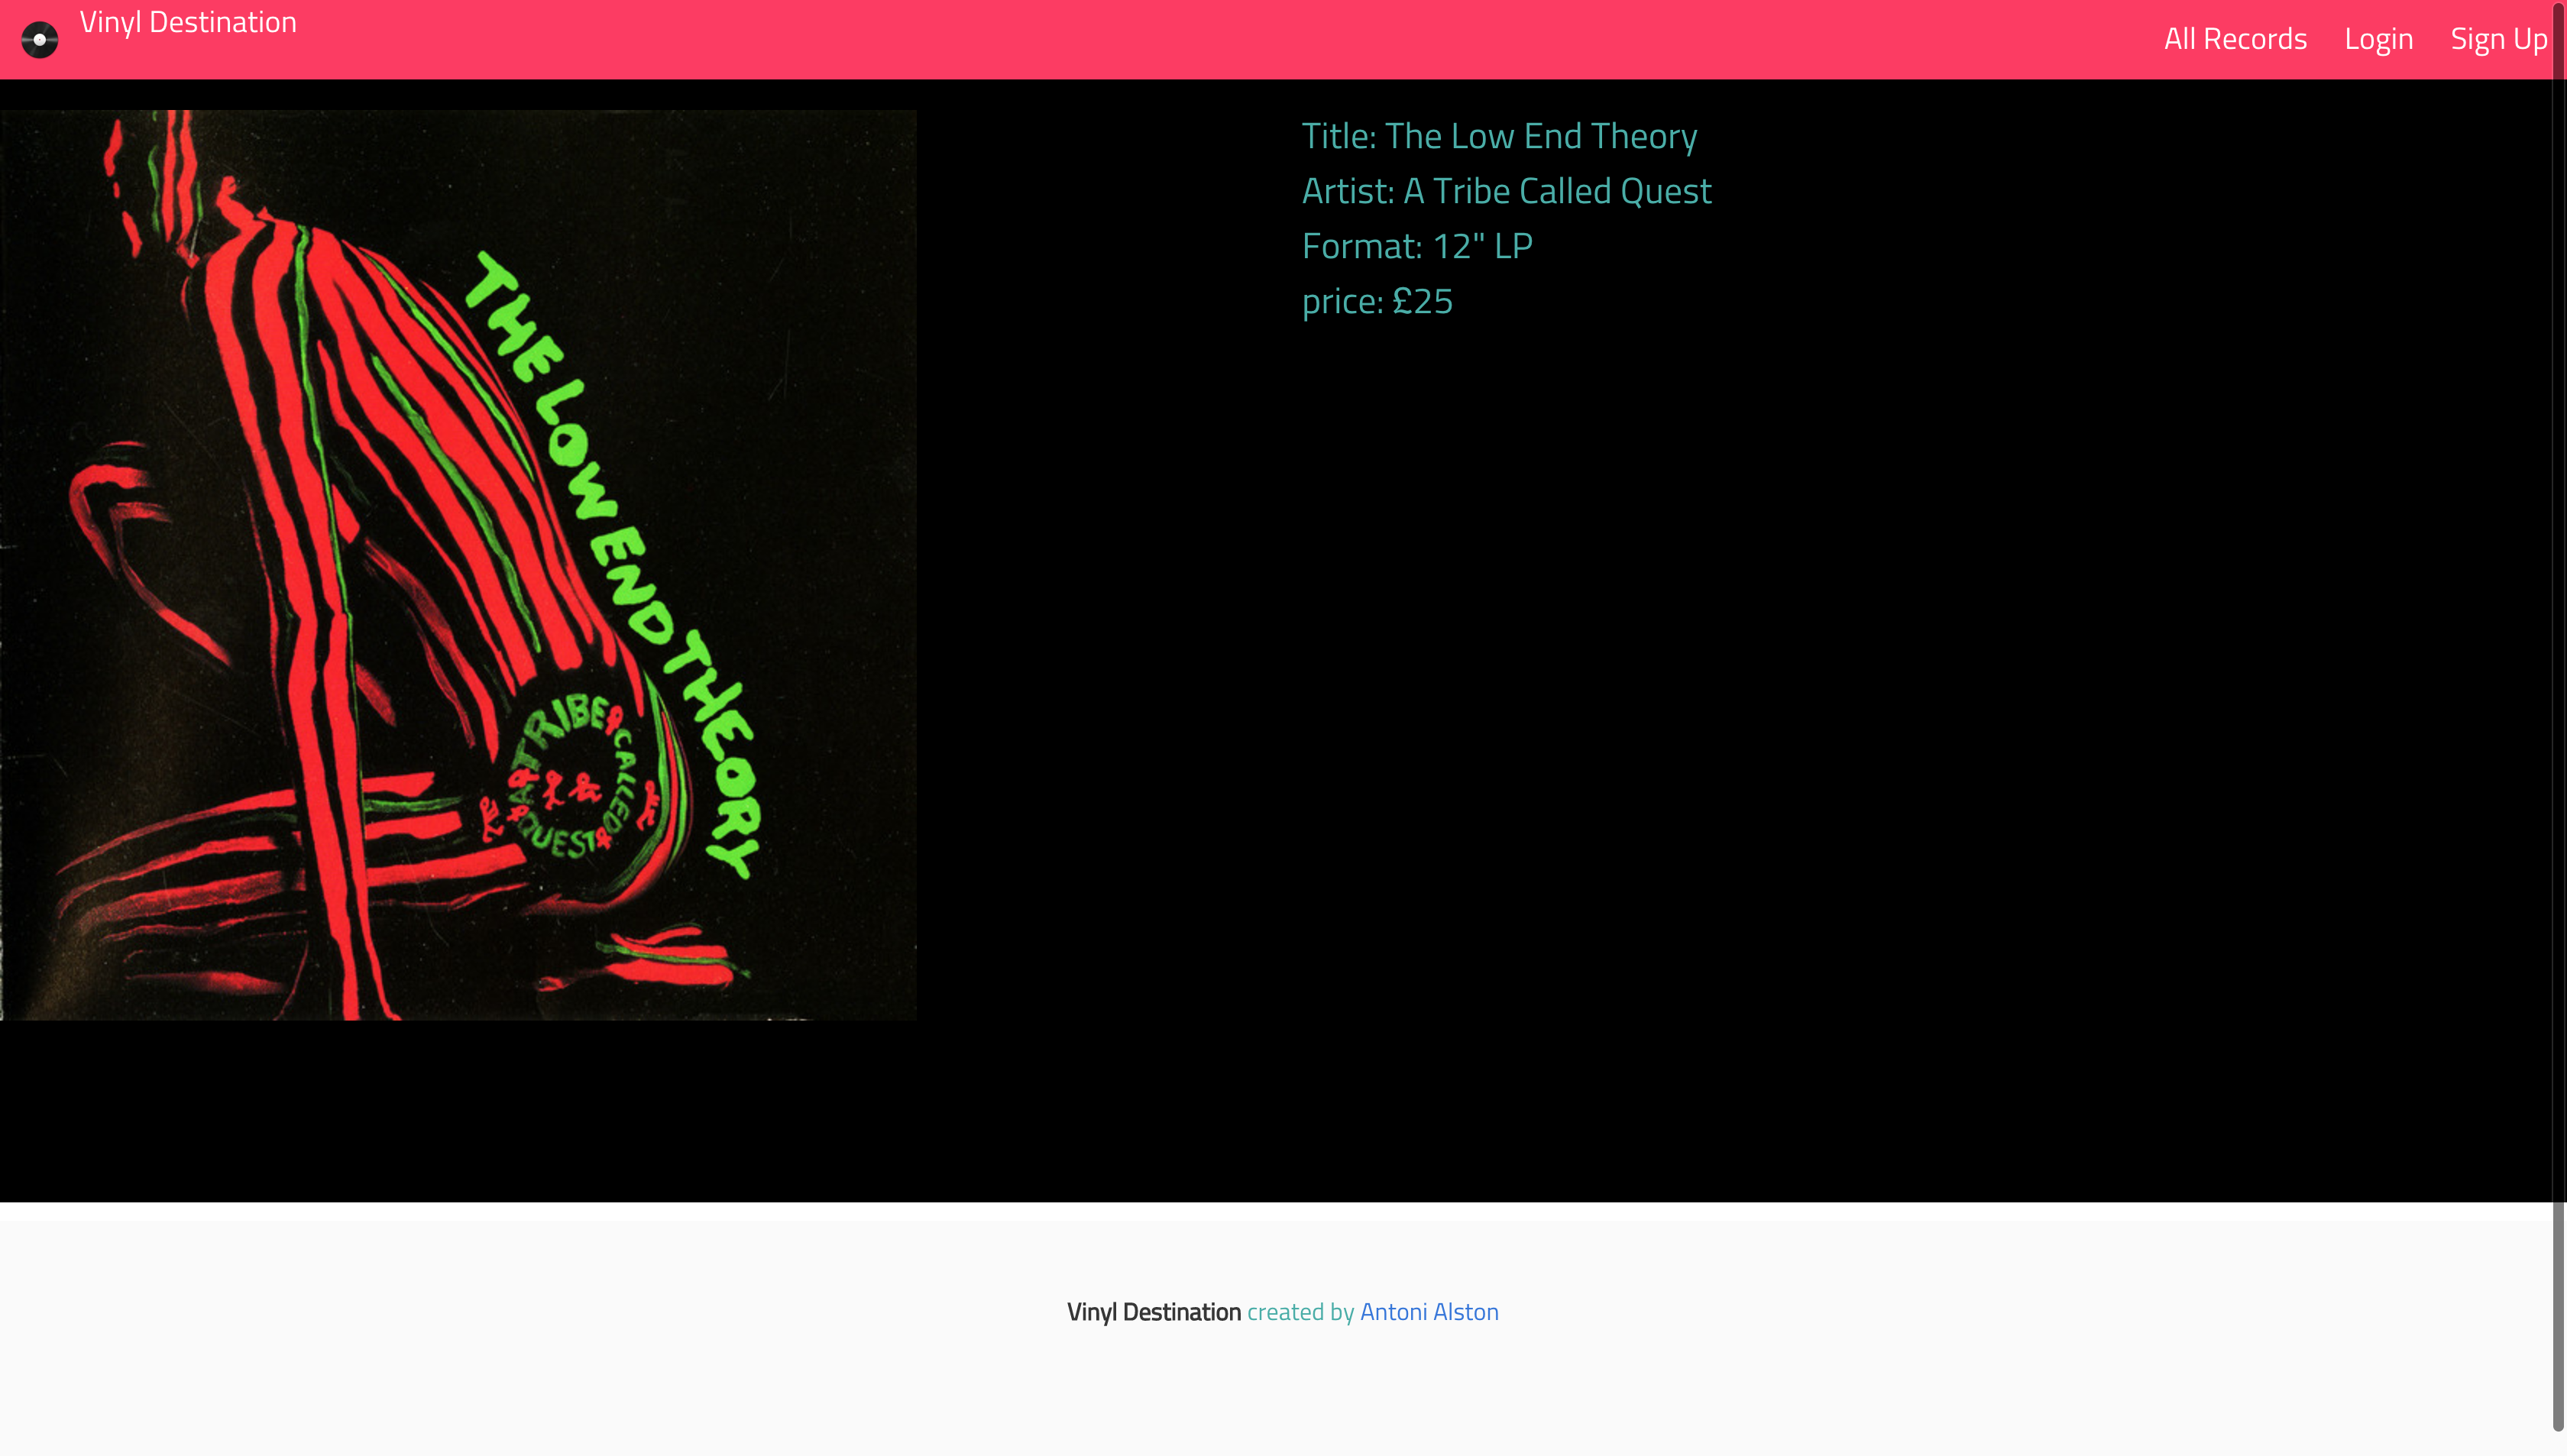 Vinyl Destination
All Records Login Sign Up
Title: The Low End Theory
Artist: A Tribe Called Quest
Format: 12" LP
price: £25
THE LOW END THEORY
A TRIBE CALLED QUEST
Vinyl Destination created by Antoni Alston